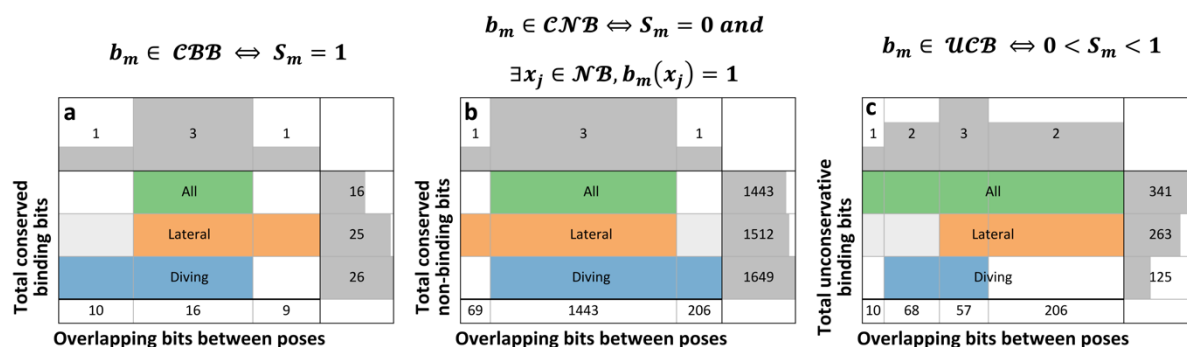 b_m ∈ CBB ⇔ S_m = 1
b_m ∈ CNB ⇔ S_m = 0 and
∃x_j ∈ NB, b_m(x_j) = 1
b_m ∈ UCB ⇔ 0 < S_m < 1
a
1 3 1
All 16
Lateral 25
Diving 26
10 16 9
Total conserved
binding bits
Overlapping bits between poses
b
1 3 1
All 1443
Lateral 1512
Diving 1649
69 1443 206
Total conserved
non-binding bits
Overlapping bits between poses
c
1 2 3 2
All 341
Lateral 263
Diving 125
10 68 57 206
Total unconservative
binding bits
Overlapping bits between poses